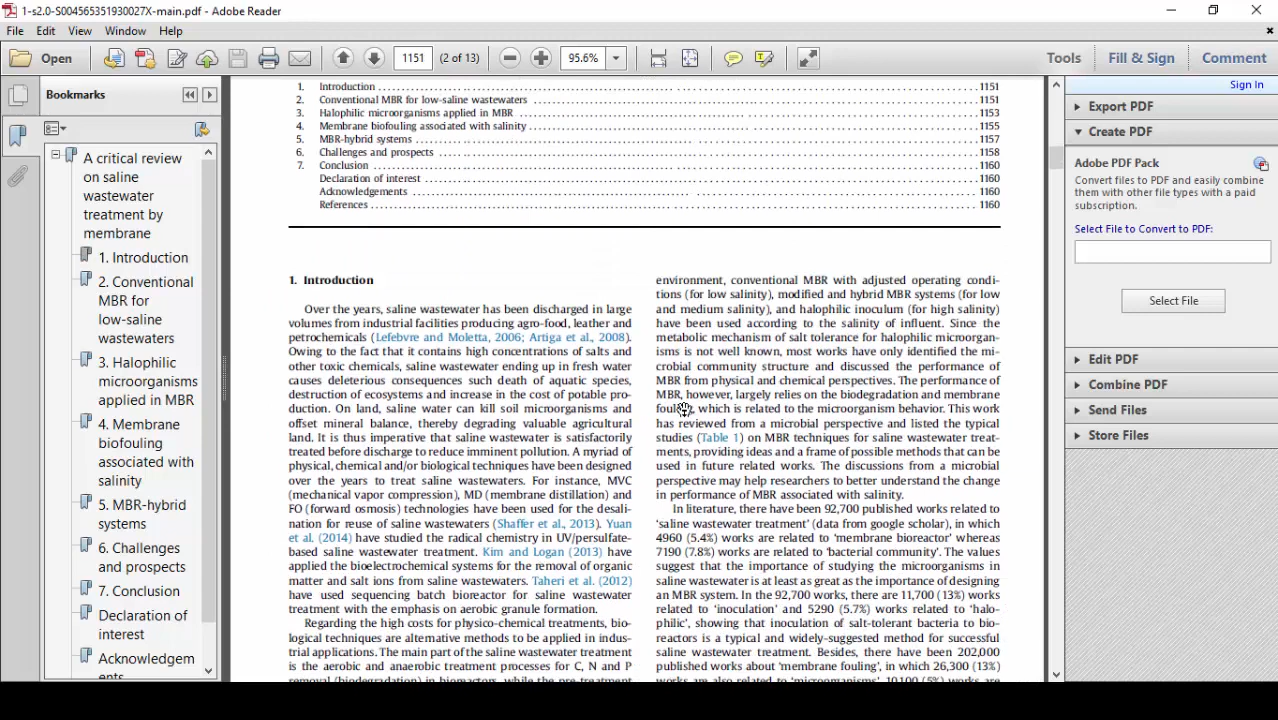 1-s2.0-S004565351930027X-main.pdf - Adobe Reader
File Edit View Window Help
Open 1151 (2 of 13) 95.6% Tools Fill & Sign Comment
Bookmarks
A critical review
on saline
wastewater
treatment by
membrane
1. Introduction
2. Conventional
MBR for
low-saline
wastewaters
3. Halophilic
microorganisms
applied in MBR
4. Membrane
biofouling
associated with
salinity
5. MBR-hybrid
systems
6. Challenges
and prospects
7. Conclusion
Declaration of
interest
Acknowledgem
ents
1. Introduction 1151
2. Conventional MBR for low-saline wastewaters 1151
3. Halophilic microorganisms applied in MBR 1153
4. Membrane biofouling associated with salinity 1155
5. MBR-hybrid systems 1157
6. Challenges and prospects 1158
7. Conclusion 1160
Declaration of interest 1160
Acknowledgements 1160
References 1160
1. Introduction
Over the years, saline wastewater has been discharged in large
volumes from industrial facilities producing agro-food, leather and
petrochemicals (Lefebvre and Moletta, 2006; Artiga et al., 2008).
Owing to the fact that it contains high concentrations of salts and
other toxic chemicals, saline wastewater ending up in fresh water
causes deleterious consequences such death of aquatic species,
destruction of ecosystems and increase in the cost of potable pro-
duction. On land, saline water can kill soil microorganisms and
offset mineral balance, thereby degrading valuable agricultural
land. It is thus imperative that saline wastewater is satisfactorily
treated before discharge to reduce imminent pollution. A myriad of
physical, chemical and/or biological techniques have been designed
over the years to treat saline wastewaters. For instance, MVC
(mechanical vapor compression), MD (membrane distillation) and
FO (forward osmosis) technologies have been used for the desali-
nation for reuse of saline wastewaters (Shaffer et al., 2013). Yuan
et al. (2014) have studied the radical chemistry in UV/persulfate-
based saline wastewater treatment. Kim and Logan (2013) have
applied the bioelectrochemical systems for the removal of organic
matter and salt ions from saline wastewaters. Taheri et al. (2012)
have used sequencing batch bioreactor for saline wastewater
treatment with the emphasis on aerobic granule formation.
Regarding the high costs for physico-chemical treatments, bio-
logical techniques are alternative methods to be applied in indus-
trial applications. The main part of the saline wastewater treatment
is the aerobic and anaerobic treatment processes for C, N and P
removal (biodegradation) in bioreactors, while the pre-treatment
environment, conventional MBR with adjusted operating condi-
tions (for low salinity), modified and hybrid MBR systems (for low
and medium salinity), and halophilic inoculum (for high salinity)
have been used according to the salinity of influent. Since the
metabolic mechanism of salt tolerance for halophilic microorgan-
isms is not well known, most works have only identified the mi-
crobial community structure and discussed the performance of
MBR from physical and chemical perspectives. The performance of
MBR, however, largely relies on the biodegradation and membrane
fouling, which is related to the microorganism behavior. This work
has reviewed from a microbial perspective and listed the typical
studies (Table 1) on MBR techniques for saline wastewater treat-
ments, providing ideas and a frame of possible methods that can be
used in future related works. The discussions from a microbial
perspective may help researchers to better understand the change
in performance of MBR associated with salinity.
In literature, there have been 92,700 published works related to
‘saline wastewater treatment’ (data from google scholar), in which
4960 (5.4%) works are related to ‘membrane bioreactor’ whereas
7190 (7.8%) works are related to ‘bacterial community’. The values
suggest that the importance of studying the microorganisms in
saline wastewater is at least as great as the importance of designing
an MBR system. In the 92,700 works, there are 11,700 (13%) works
related to ‘inoculation’ and 5290 (5.7%) works related to ‘halo-
philic’, showing that inoculation of salt-tolerant bacteria to bio-
reactors is a typical and widely-suggested method for successful
saline wastewater treatment. Besides, there have been 202,000
published works about ‘membrane fouling’, in which 26,300 (13%)
works are also related to ‘microorganisms’, 10,100 (5%) works are
Sign In
Export PDF
Create PDF
Adobe PDF Pack
Convert files to PDF and easily combine
them with other file types with a paid
subscription.
Select File to Convert to PDF:
Select File
Edit PDF
Combine PDF
Send Files
Store Files